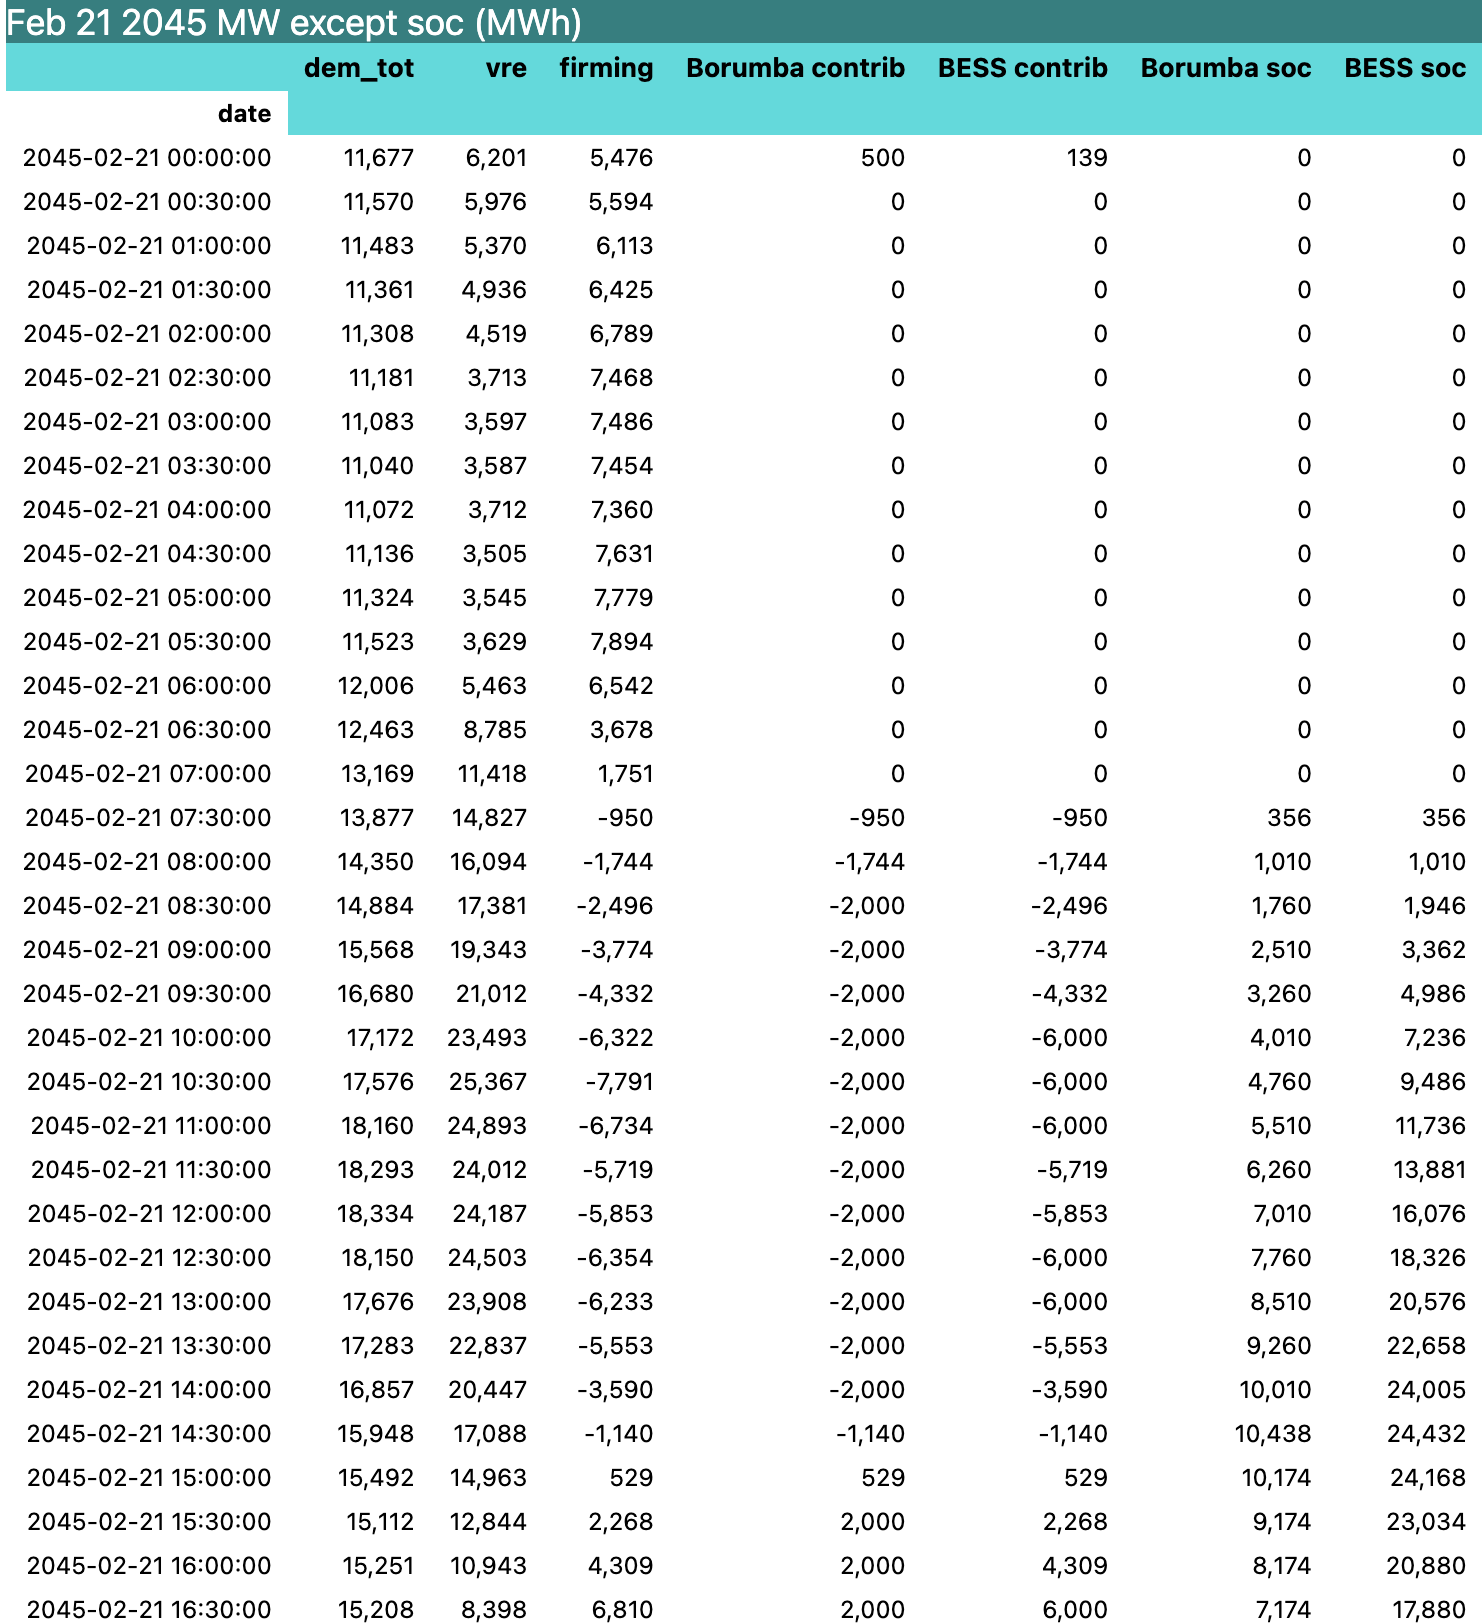 Feb 21 2045 MW except soc (MWh)
dem_tot vre firming Borumba contrib BESS contrib Borumba soc BESS soc
date
2045-02-21 00:00:00 11,677 6,201 5,476 500 139 0 0
2045-02-21 00:30:00 11,570 5,976 5,594 0 0 0 0
2045-02-21 01:00:00 11,483 5,370 6,113 0 0 0 0
2045-02-21 01:30:00 11,361 4,936 6,425 0 0 0 0
2045-02-21 02:00:00 11,308 4,519 6,789 0 0 0 0
2045-02-21 02:30:00 11,181 3,713 7,468 0 0 0 0
2045-02-21 03:00:00 11,083 3,597 7,486 0 0 0 0
2045-02-21 03:30:00 11,040 3,587 7,454 0 0 0 0
2045-02-21 04:00:00 11,072 3,712 7,360 0 0 0 0
2045-02-21 04:30:00 11,136 3,505 7,631 0 0 0 0
2045-02-21 05:00:00 11,324 3,545 7,779 0 0 0 0
2045-02-21 05:30:00 11,523 3,629 7,894 0 0 0 0
2045-02-21 06:00:00 12,006 5,463 6,542 0 0 0 0
2045-02-21 06:30:00 12,463 8,785 3,678 0 0 0 0
2045-02-21 07:00:00 13,169 11,418 1,751 0 0 0 0
2045-02-21 07:30:00 13,877 14,827 -950 -950 -950 356 356
2045-02-21 08:00:00 14,350 16,094 -1,744 -1,744 -1,744 1,010 1,010
2045-02-21 08:30:00 14,884 17,381 -2,496 -2,000 -2,496 1,760 1,946
2045-02-21 09:00:00 15,568 19,343 -3,774 -2,000 -3,774 2,510 3,362
2045-02-21 09:30:00 16,680 21,012 -4,332 -2,000 -4,332 3,260 4,986
2045-02-21 10:00:00 17,172 23,493 -6,322 -2,000 -6,000 4,010 7,236
2045-02-21 10:30:00 17,576 25,367 -7,791 -2,000 -6,000 4,760 9,486
2045-02-21 11:00:00 18,160 24,893 -6,734 -2,000 -6,000 5,510 11,736
2045-02-21 11:30:00 18,293 24,012 -5,719 -2,000 -5,719 6,260 13,881
2045-02-21 12:00:00 18,334 24,187 -5,853 -2,000 -5,853 7,010 16,076
2045-02-21 12:30:00 18,150 24,503 -6,354 -2,000 -6,000 7,760 18,326
2045-02-21 13:00:00 17,676 23,908 -6,233 -2,000 -6,000 8,510 20,576
2045-02-21 13:30:00 17,283 22,837 -5,553 -2,000 -5,553 9,260 22,658
2045-02-21 14:00:00 16,857 20,447 -3,590 -2,000 -3,590 10,010 24,005
2045-02-21 14:30:00 15,948 17,088 -1,140 -1,140 -1,140 10,438 24,432
2045-02-21 15:00:00 15,492 14,963 529 529 529 10,174 24,168
2045-02-21 15:30:00 15,112 12,844 2,268 2,000 2,268 9,174 23,034
2045-02-21 16:00:00 15,251 10,943 4,309 2,000 4,309 8,174 20,880
2045-02-21 16:30:00 15,208 8,398 6,810 2,000 6,000 7,174 17,880